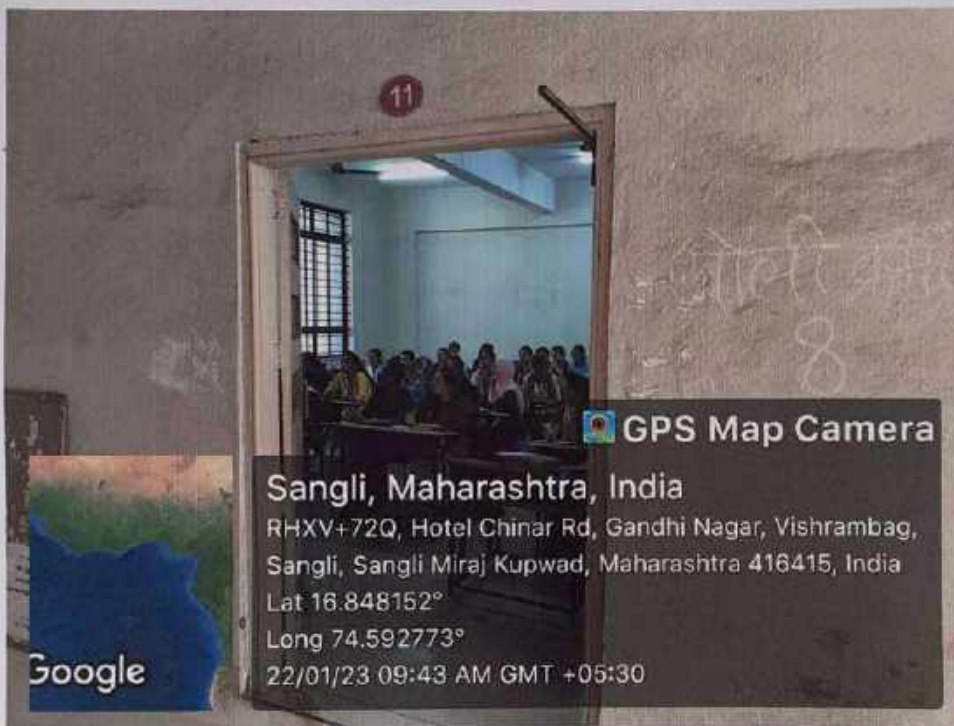 11
खोली क्रमांक
8
GPS Map Camera
Sangli, Maharashtra, India
RHXV+72Q, Hotel Chinar Rd, Gandhi Nagar, Vishrambag,
Sangli, Sangli Miraj Kupwad, Maharashtra 416415, India
Lat 16.848152°
Long 74.592773°
22/01/23 09:43 AM GMT +05:30
Google